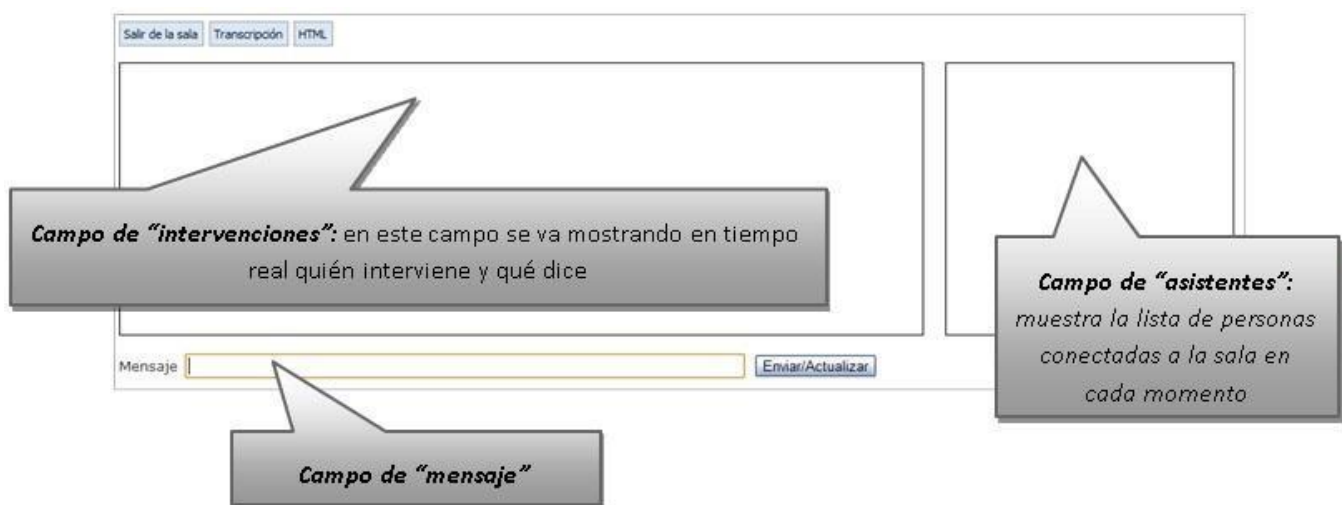 Salir de la sala Transcripción HTML
Campo de “intervenciones”: en este campo se va mostrando en tiempo
real quién interviene y qué dice
Campo de “asistentes”:
muestra la lista de personas
conectadas a la sala en
cada momento
Mensaje Enviar/Actualizar
Campo de “mensaje”